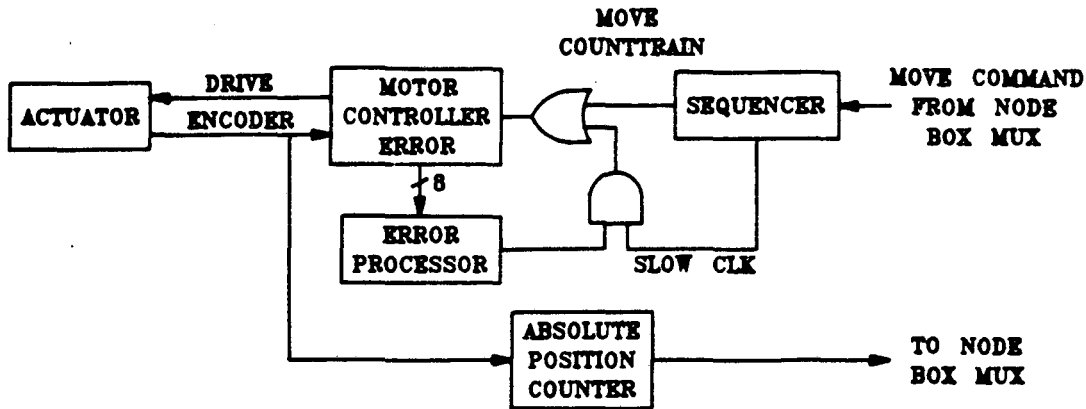 MOVE
COUNTTRAIN
DRIVE
ACTUATOR
ENCODER
MOTOR
CONTROLLER
ERROR
SEQUENCER
MOVE COMMAND
FROM NODE
BOX MUX
8
ERROR
PROCESSOR
SLOW CLK
ABSOLUTE
POSITION
COUNTER
TO NODE
BOX MUX